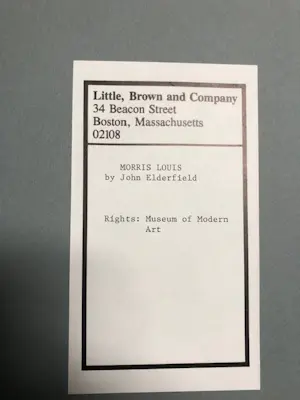 Little, Brown and Company
34 Beacon Street
Boston, Massachusetts
02108
MORRIS LOUIS
by John Elderfield
Rights: Museum of Modern
Art